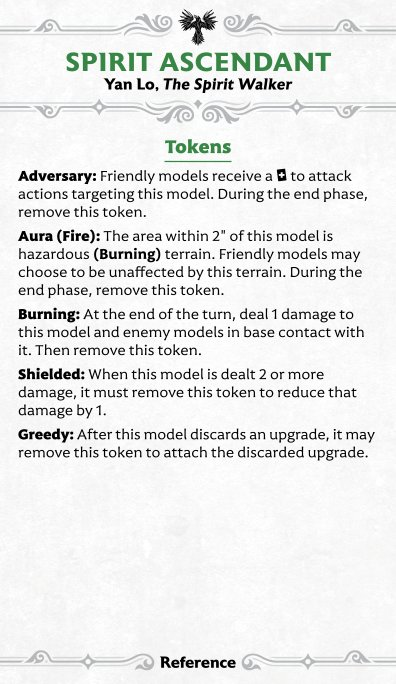 SPIRIT ASCENDANT
Yan Lo, The Spirit Walker
Tokens
Adversary: Friendly models receive a to attack
actions targeting this model. During the end phase,
remove this token.
Aura (Fire): The area within 2" of this model is
hazardous (Burning) terrain. Friendly models may
choose to be unaffected by this terrain. During the
end phase, remove this token.
Burning: At the end of the turn, deal 1 damage to
this model and enemy models in base contact with
it. Then remove this token.
Shielded: When this model is dealt 2 or more
damage, it must remove this token to reduce that
damage by 1.
Greedy: After this model discards an upgrade, it may
remove this token to attach the discarded upgrade.
Reference